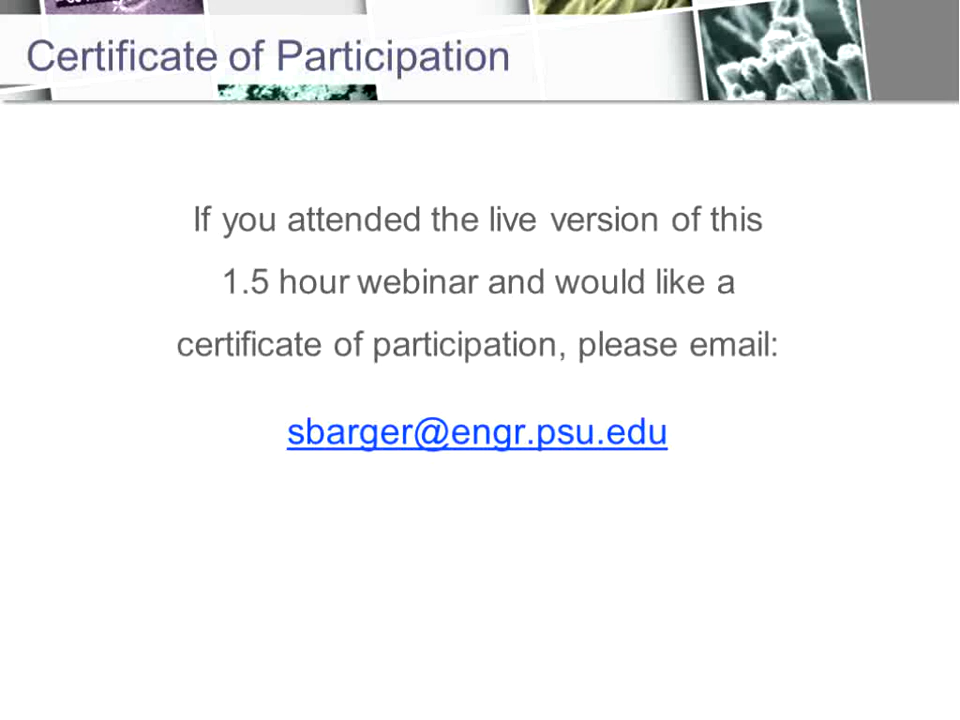 Certificate of Participation
If you attended the live version of this
1.5 hour webinar and would like a
certificate of participation, please email:
sbarger@engr.psu.edu